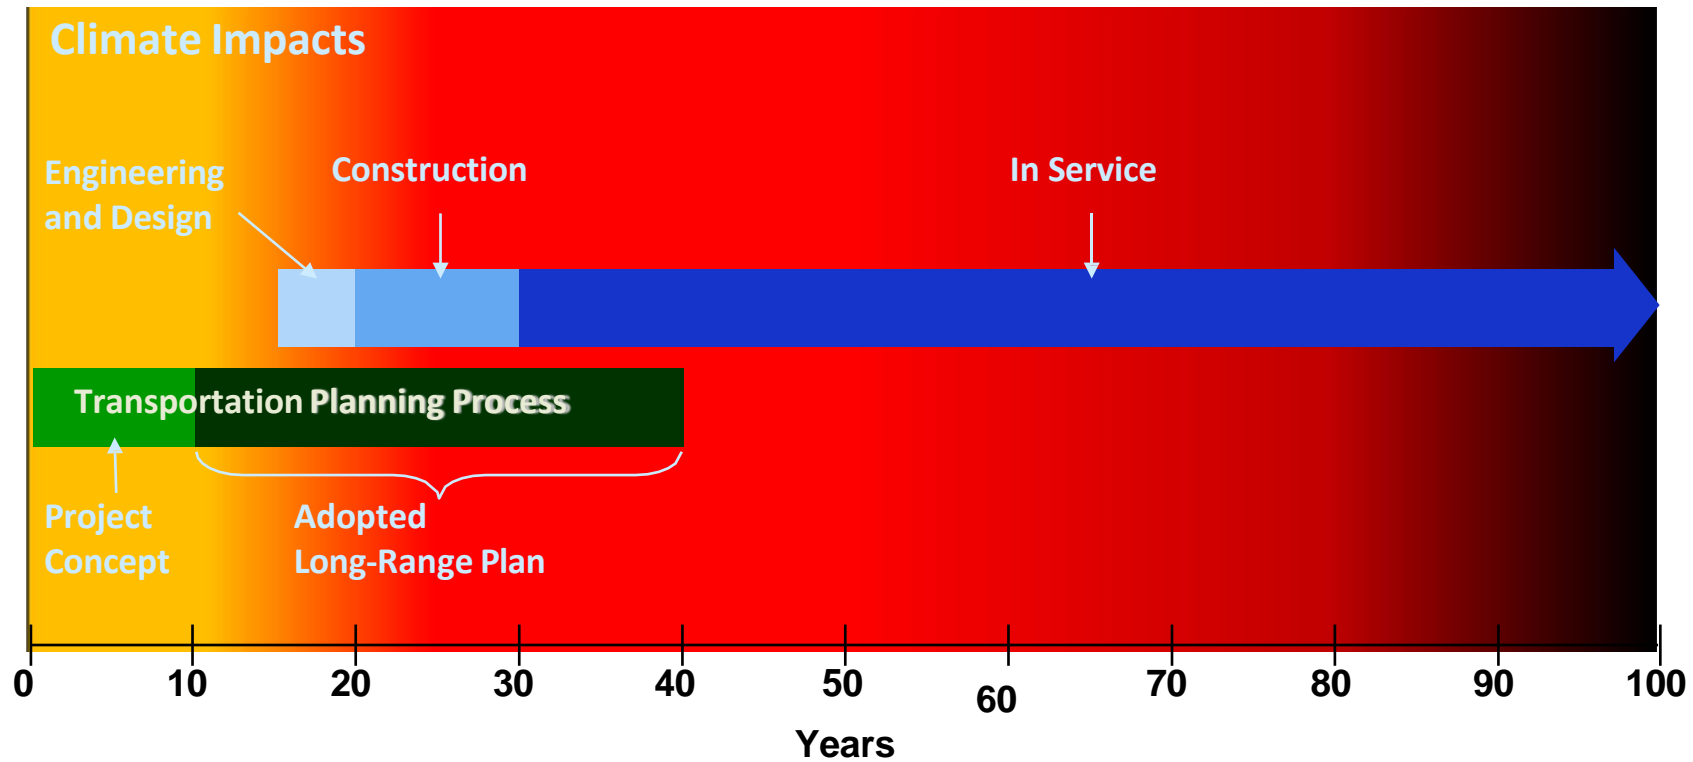 Climate Impacts
Engineering
and Design
Construction
In Service
Transportation Planning Process
Project
Concept
Adopted
Long-Range Plan
0 10 20 30 40 50 60 70 80 90 100
Years